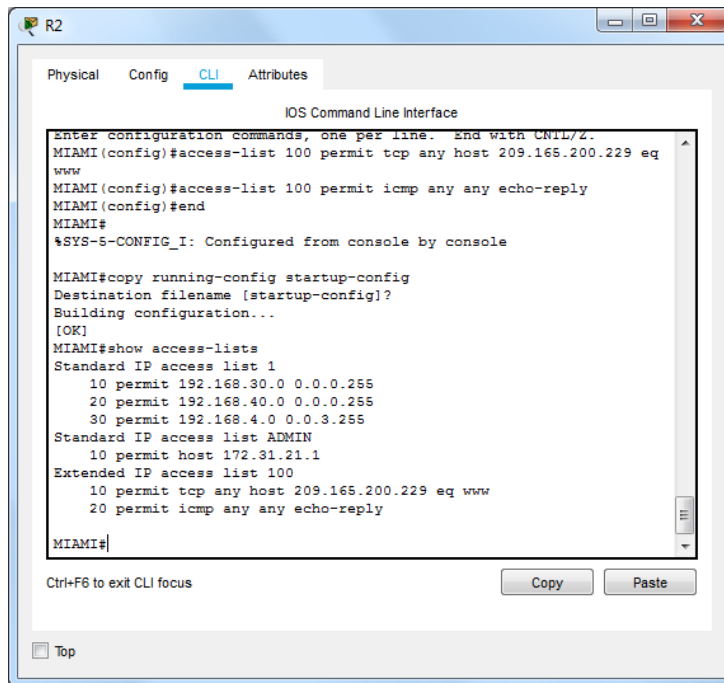 R2
Physical Config CLI Attributes
IOS Command Line Interface
Enter configuration commands, one per line.  End with CNTL/Z.
MIAMI(config)#access-list 100 permit tcp any host 209.165.200.229 eq
www
MIAMI(config)#access-list 100 permit icmp any any echo-reply
MIAMI(config)#end
MIAMI#
%SYS-5-CONFIG_I: Configured from console by console
MIAMI#copy running-config startup-config
Destination filename [startup-config]?
Building configuration...
[OK]
MIAMI#show access-lists
Standard IP access list 1
    10 permit 192.168.30.0 0.0.0.255
    20 permit 192.168.40.0 0.0.0.255
    30 permit 192.168.4.0 0.0.3.255
Standard IP access list ADMIN
    10 permit host 172.31.21.1
Extended IP access list 100
    10 permit tcp any host 209.165.200.229 eq www
    20 permit icmp any any echo-reply
MIAMI#
Ctrl+F6 to exit CLI focus
Copy Paste
Top